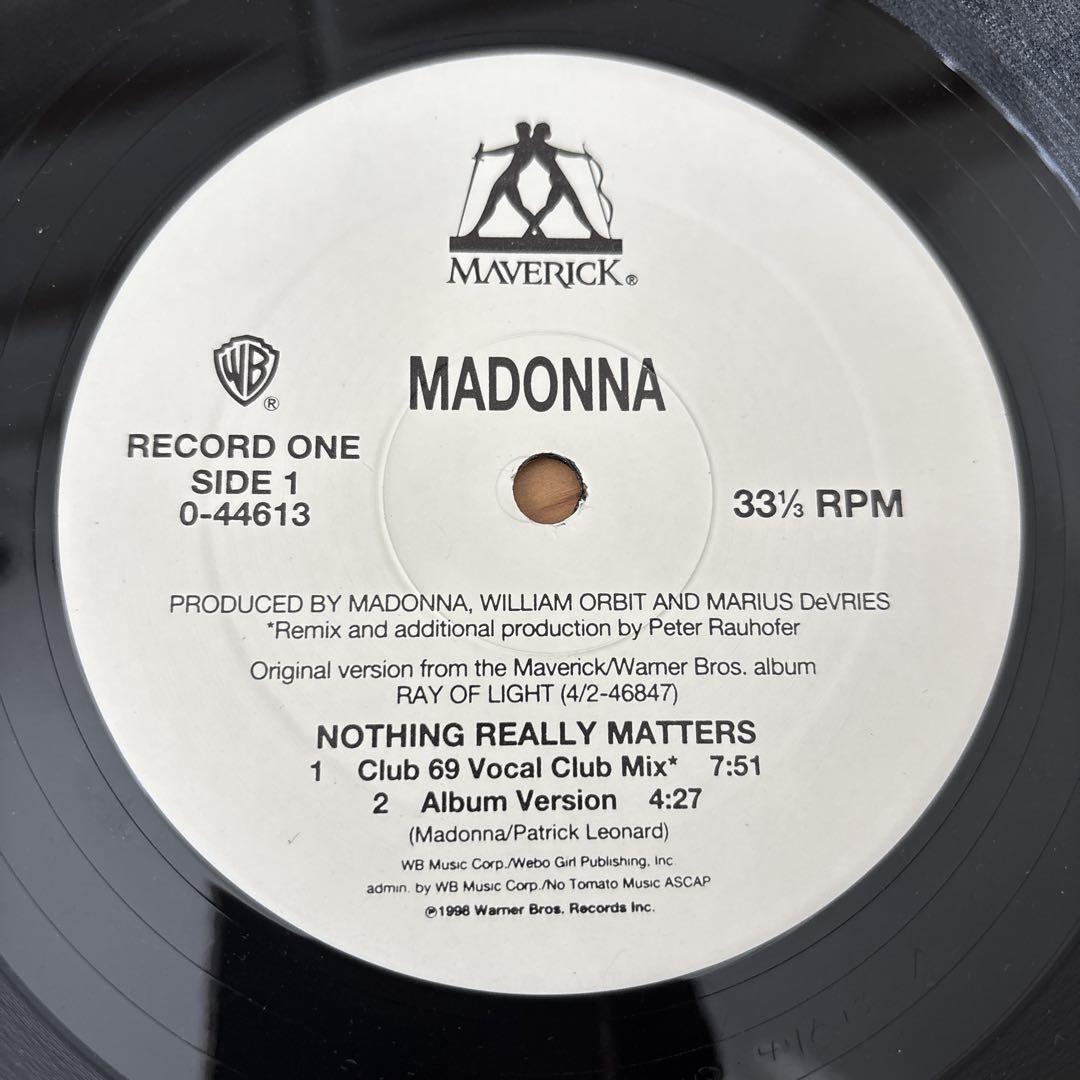 MAVERICK®
WB®
MADONNA
RECORD ONE
SIDE 1
0-44613
33⅓ RPM
PRODUCED BY MADONNA, WILLIAM ORBIT AND MARIUS DeVRIES
*Remix and additional production by Peter Rauhofer
Original version from the Maverick/Warner Bros. album
RAY OF LIGHT (4/2-46847)
NOTHING REALLY MATTERS
1 Club 69 Vocal Club Mix* 7:51
2 Album Version 4:27
(Madonna/Patrick Leonard)
WB Music Corp./Webo Girl Publishing, Inc.
admin. by WB Music Corp./No Tomato Music ASCAP
℗1998 Warner Bros. Records Inc.